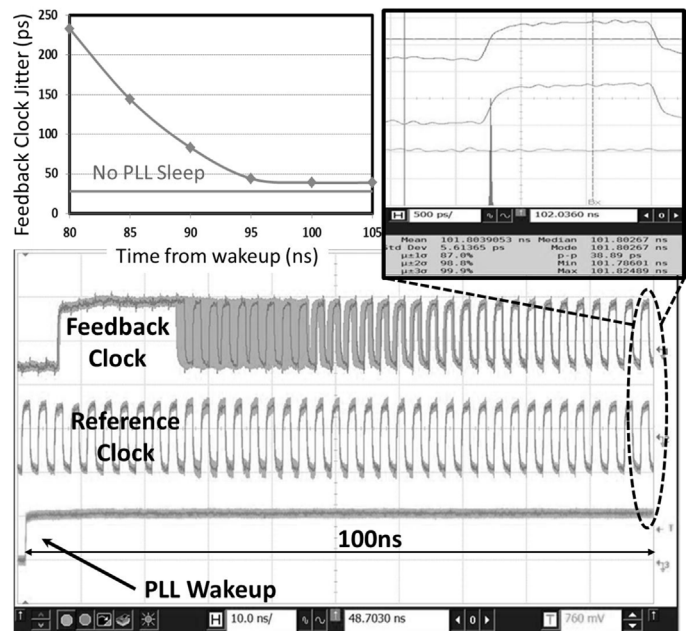 Feedback Clock Jitter (ps)
250
200
150
100
50
0
No PLL Sleep
80 85 90 95 100 105
Time from wakeup (ns)
H 500 ps/ 102.0360 ns 0
Mean 101.8039053 ns Median 101.80267 ns
td Dev 5.61365 ps Mode 101.80267 ns
μ±1σ 87.0% p-p 38.89 ps
μ±2σ 98.8% Min 101.78601 ns
μ±3σ 99.9% Max 101.82489 ns
Feedback
Clock
Reference
Clock
100ns
PLL Wakeup
H 10.0 ns/ 48.7030 ns 0 T 760 mV